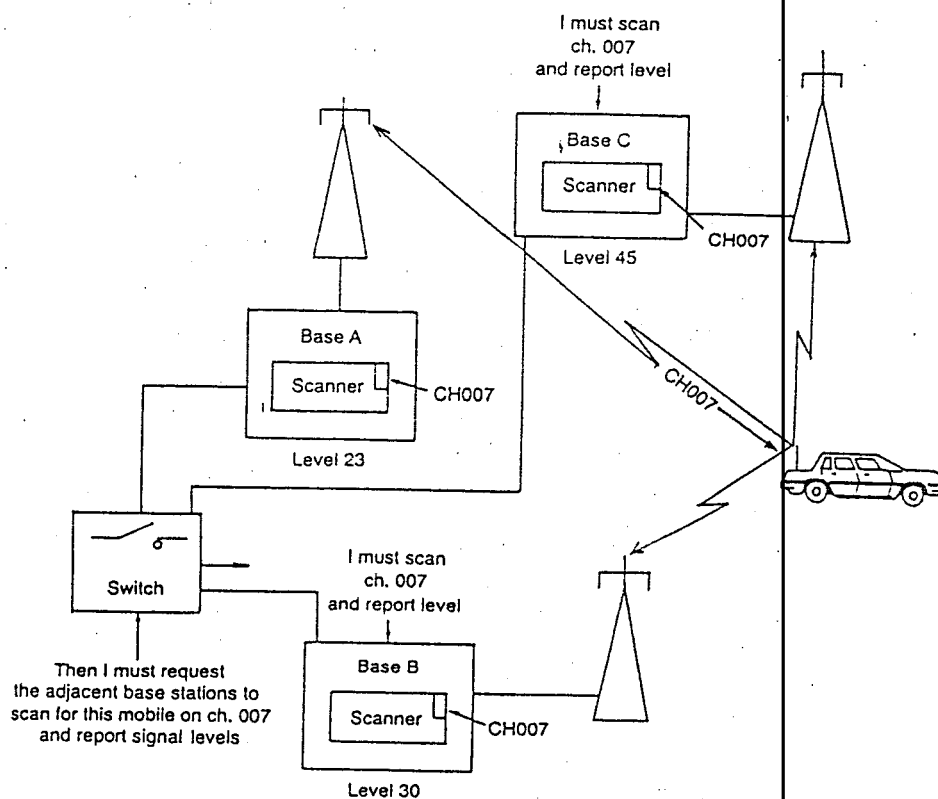 I must scan
ch. 007
and report level
Base C
Scanner
CH007
Level 45
Base A
Scanner
CH007
Level 23
CH007
Switch
I must scan
ch. 007
and report level
Then I must request
the adjacent base stations to
scan for this mobile on ch. 007
and report signal levels
Base B
Scanner
CH007
Level 30